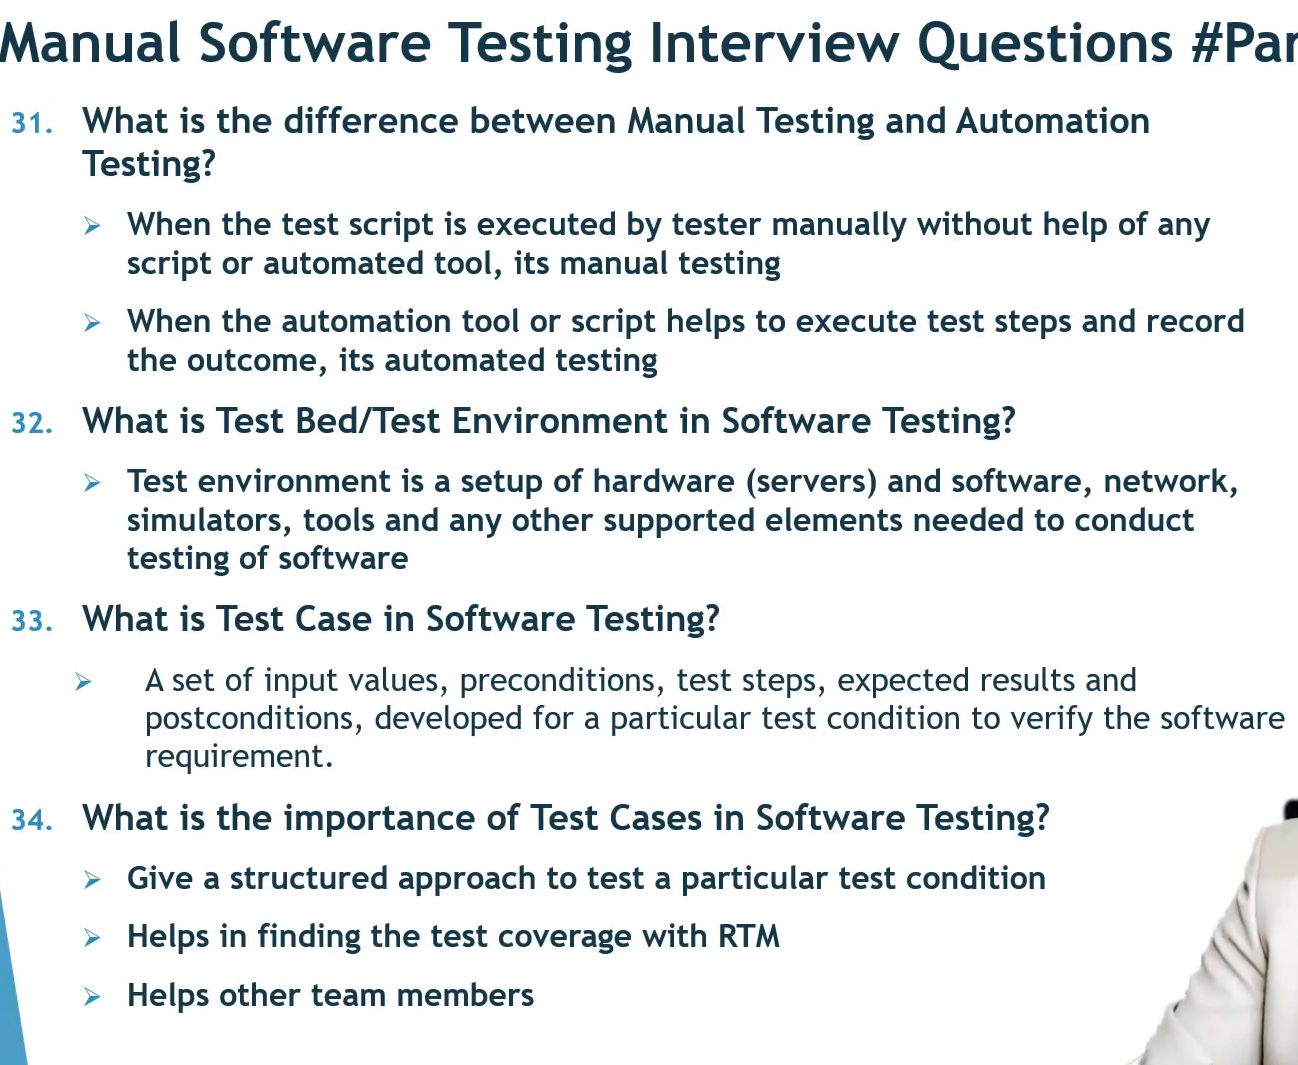 Manual Software Testing Interview Questions
31. What is the difference between Manual Testing and Automation
Testing?
➢ When the test script is executed by tester manually without help of any
script or automated tool, its manual testing
➢ When the automation tool or script helps to execute test steps and record
the outcome, its automated testing
32. What is Test Bed/Test Environment in Software Testing?
➢ Test environment is a setup of hardware (servers) and software, network,
simulators, tools and any other supported elements needed to conduct
testing of software
33. What is Test Case in Software Testing?
➢ A set of input values, preconditions, test steps, expected results and
postconditions, developed for a particular test condition to verify the software
requirement.
34. What is the importance of Test Cases in Software Testing?
➢ Give a structured approach to test a particular test condition
➢ Helps in finding the test coverage with RTM
➢ Helps other team members